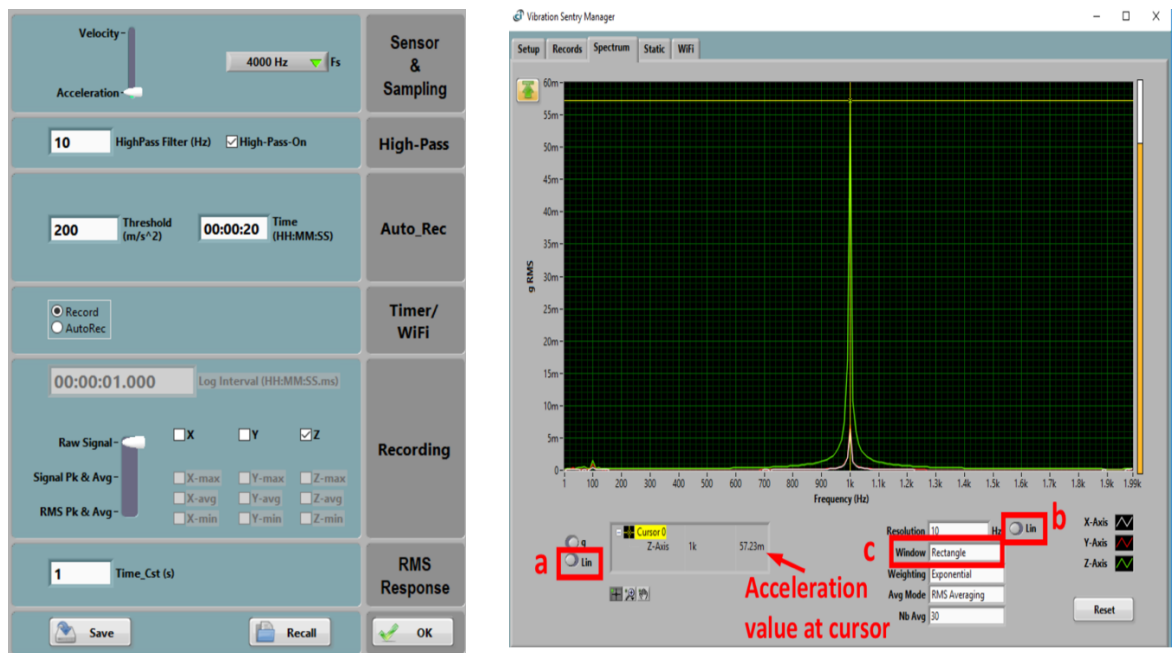 Velocity
4000 Hz Fs
Acceleration
Sensor
&
Sampling
10 HighPass Filter (Hz) High-Pass-On
High-Pass
200 Threshold
(m/s^2)
00:00:20 Time
(HH:MM:SS)
Auto_Rec
Record
AutoRec
Timer/
WiFi
00:00:01.000 Log Interval (HH:MM:SS.ms)
Raw Signal X Y Z
Signal Pk & Avg X-max Y-max Z-max
X-avg Y-avg Z-avg
RMS Pk & Avg X-min Y-min Z-min
Recording
1 Time_Cst (s)
RMS
Response
Save Recall OK
Vibration Sentry Manager
Setup Records Spectrum Static WiFi
60m
55m
50m
45m
40m
35m
30m
25m
20m
15m
10m
5m
0
g RMS
1 100 200 300 400 500 600 700 800 900 1k 1.1k 1.2k 1.3k 1.4k 1.5k 1.6k 1.7k 1.8k 1.9k 1.99k
Frequency (Hz)
a
g
Lin
Cursor 0
Z-Axis 1k 57.23m
Acceleration
value at cursor
Resolution 10 Hz Lin
b
c
Window Rectangle
Weighting Exponential
Avg Mode RMS Averaging
Nb Avg 30
X-Axis
Y-Axis
Z-Axis
Reset